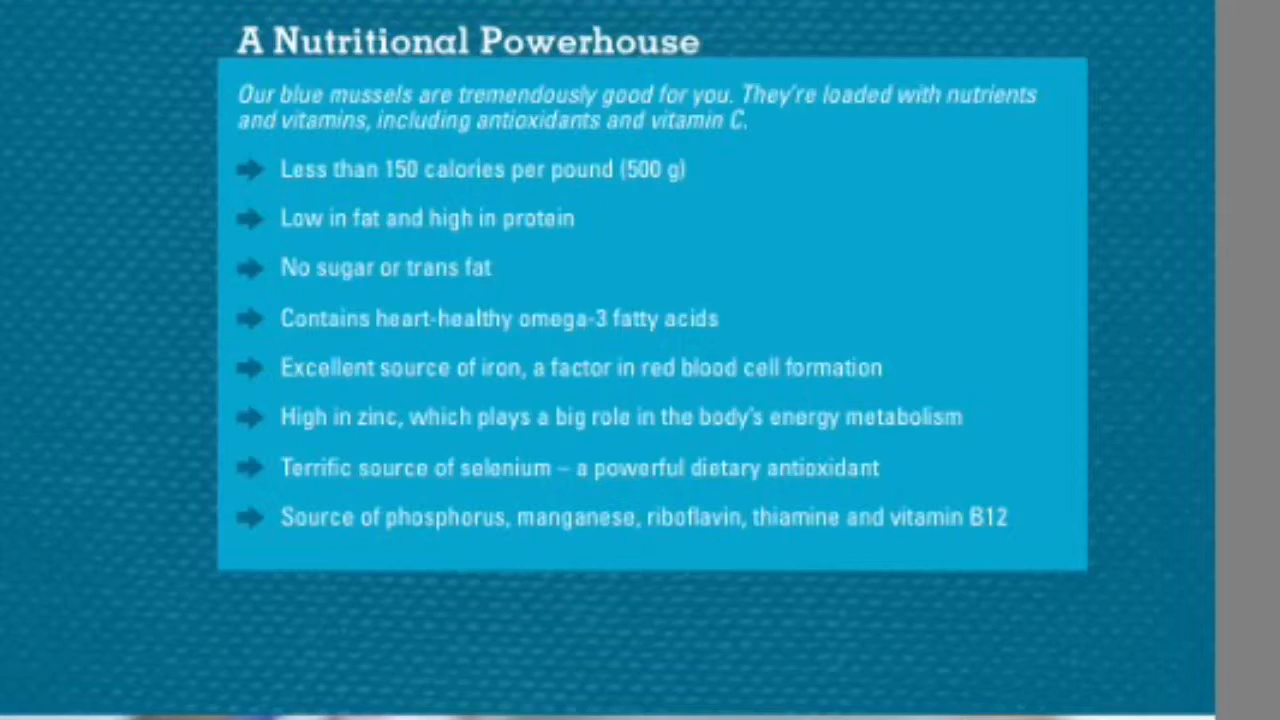 A Nutritional Powerhouse
Our blue mussels are tremendously good for you. They're loaded with nutrients
and vitamins, including antioxidants and vitamin C.
Less than 150 calories per pound (500 g)
Low in fat and high in protein
No sugar or trans fat
Contains heart-healthy omega-3 fatty acids
Excellent source of iron, a factor in red blood cell formation
High in zinc, which plays a big role in the body's energy metabolism
Terrific source of selenium – a powerful dietary antioxidant
Source of phosphorus, manganese, riboflavin, thiamine and vitamin B12